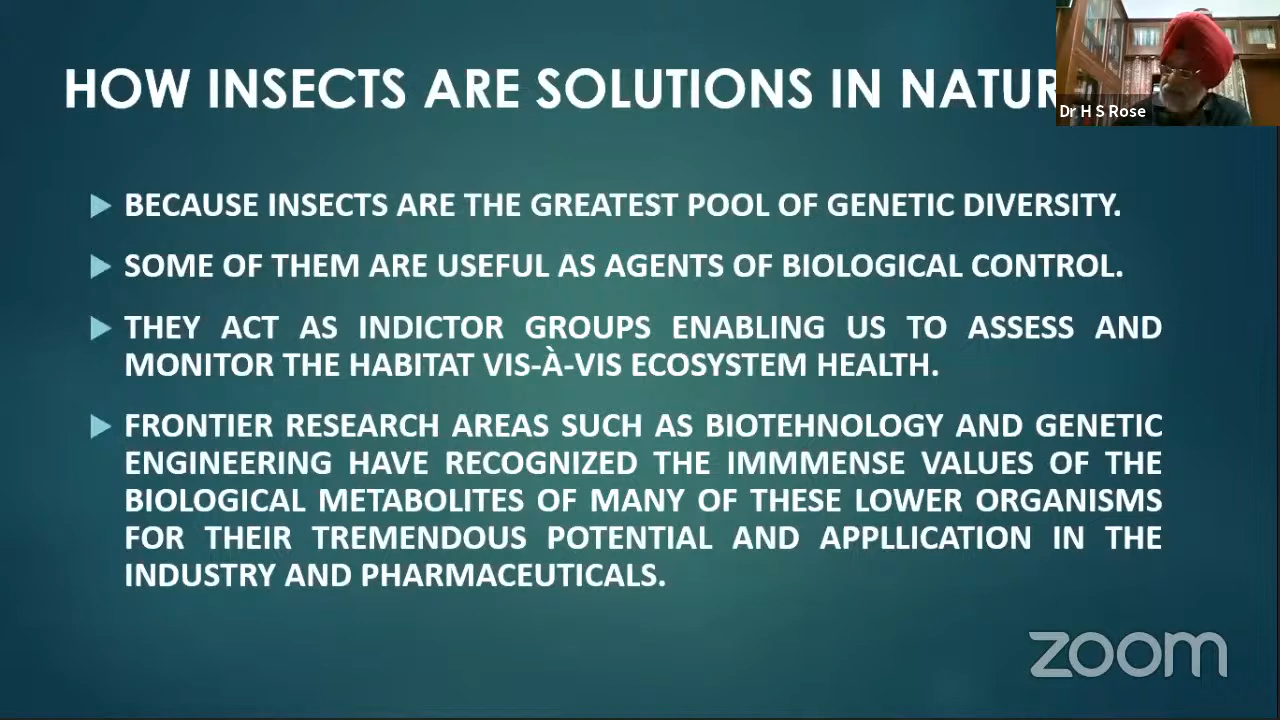 HOW INSECTS ARE SOLUTIONS IN NATUR
Dr H S Rose
BECAUSE INSECTS ARE THE GREATEST POOL OF GENETIC DIVERSITY.
SOME OF THEM ARE USEFUL AS AGENTS OF BIOLOGICAL CONTROL.
THEY ACT AS INDICTOR GROUPS ENABLING US TO ASSESS AND
MONITOR THE HABITAT VIS-À-VIS ECOSYSTEM HEALTH.
FRONTIER RESEARCH AREAS SUCH AS BIOTEHNOLOGY AND GENETIC
ENGINEERING HAVE RECOGNIZED THE IMMMENSE VALUES OF THE
BIOLOGICAL METABOLITES OF MANY OF THESE LOWER ORGANISMS
FOR THEIR TREMENDOUS POTENTIAL AND APPLLICATION IN THE
INDUSTRY AND PHARMACEUTICALS.
zoom